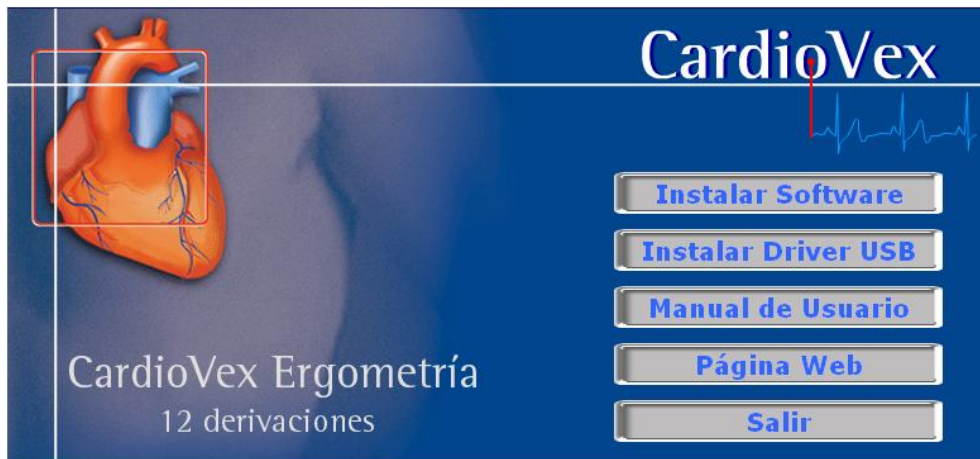 CardioVex
Instalar Software
Instalar Driver USB
Manual de Usuario
Página Web
Salir
CardioVex Ergometría
12 derivaciones